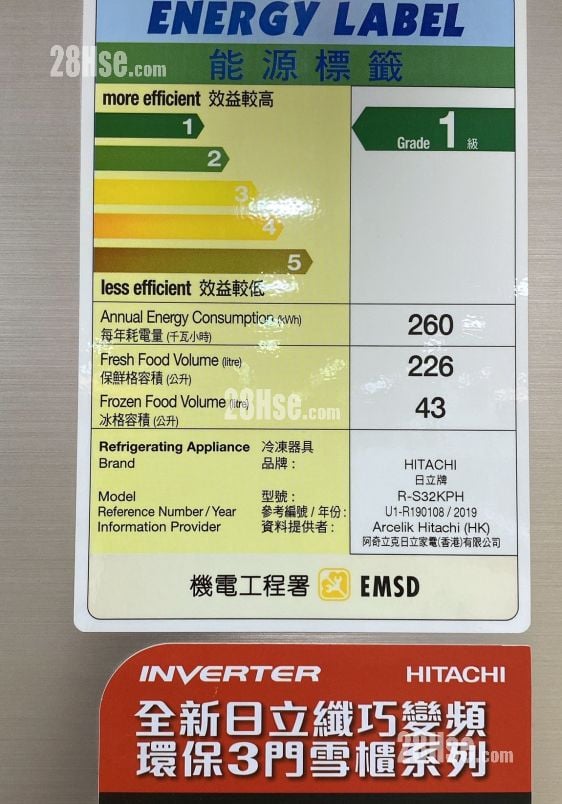 ENERGY LABEL
28Hse.com
能源標籤
more efficient 效益較高
1
Grade 1 級
2
3
4
5
less efficient 效益較低
Annual Energy Consumption (kWh)
每年耗電量 (千瓦小時)
260
Fresh Food Volume (litre)
保鮮格容積 (公升)
226
Frozen Food Volume (litre)
冰格容積 (公升)
43
28Hse.com
Refrigerating Appliance 冷凍器具
Brand 品牌 : HITACHI
日立牌
Model 型號 : R-S32KPH
Reference Number / Year 參考編號 / 年份 : U1-R190108 / 2019
Information Provider 資料提供者 : Arcelik Hitachi (HK)
阿奇立克日立家電(香港)有限公司
機電工程署 EMSD
INVERTER HITACHI
全新日立纖巧變頻
環保3門雪櫃系列
28Hse.com